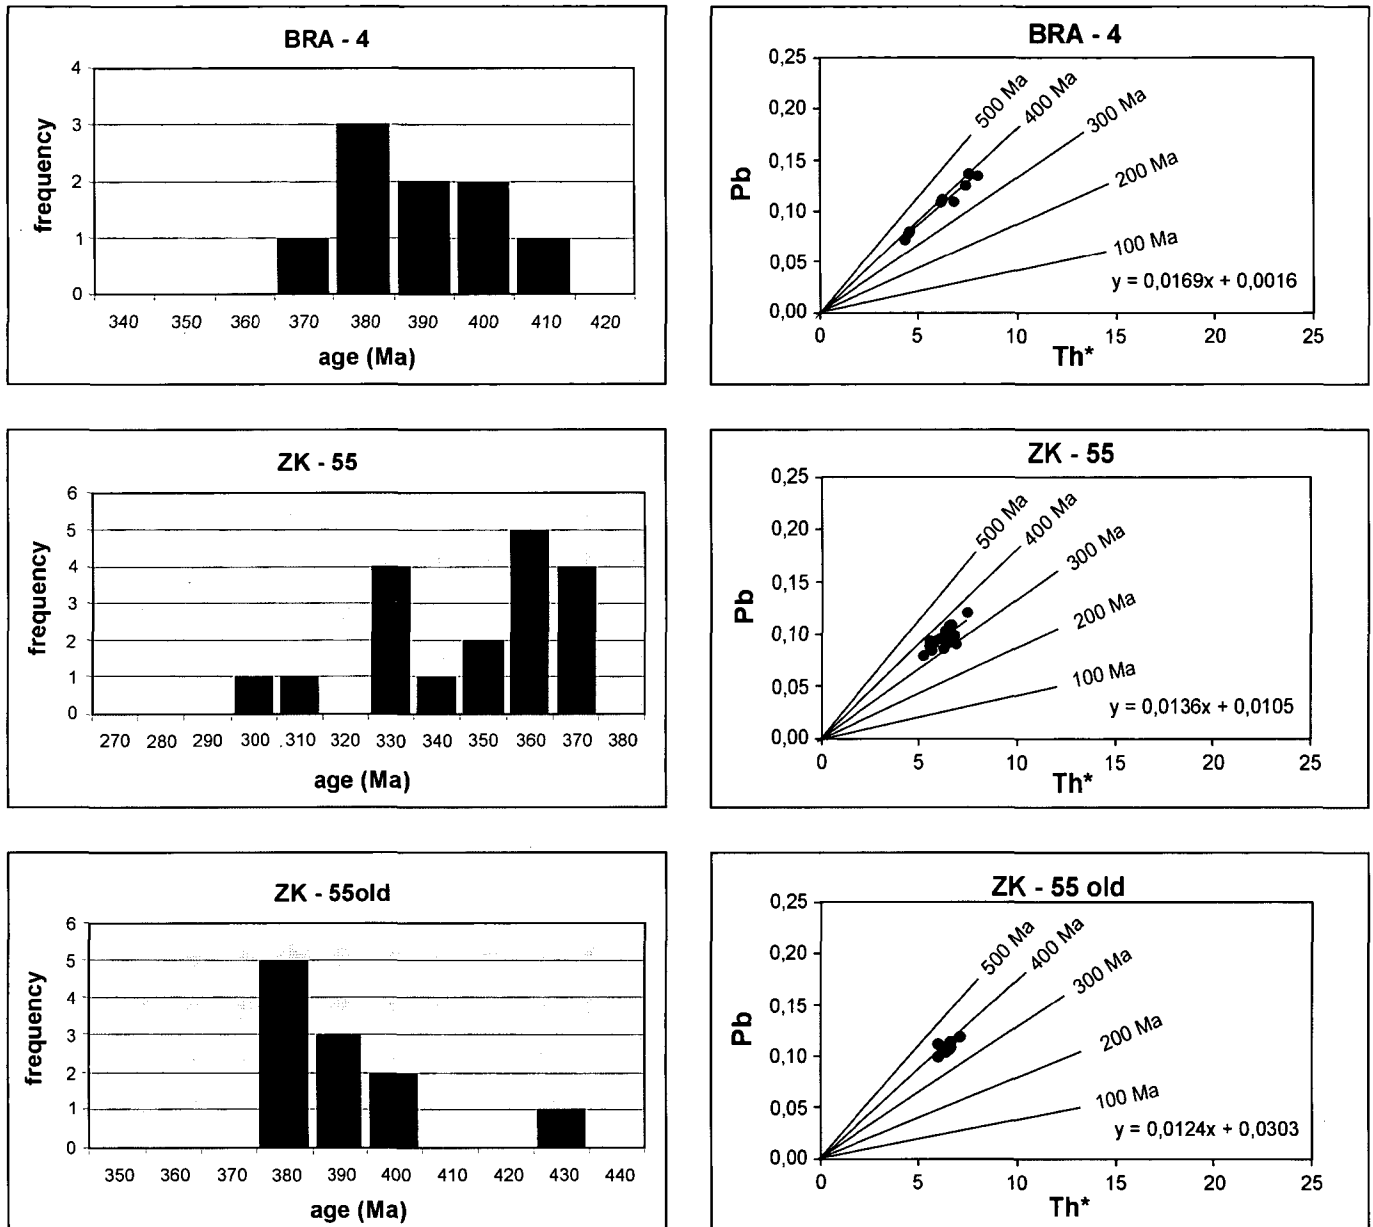 BRA - 4
frequency
4
3
2
1
0
340 350 360 370 380 390 400 410 420
age (Ma)
BRA - 4
Pb
0,25
0,20
0,15
0,10
0,05
0,00
500 Ma
400 Ma
300 Ma
200 Ma
100 Ma
y = 0,0169x + 0,0016
0 5 10 15 20 25
Th*
ZK - 55
frequency
6
5
4
3
2
1
0
270 280 290 300 310 320 330 340 350 360 370 380
age (Ma)
ZK - 55
Pb
0,25
0,20
0,15
0,10
0,05
0,00
500 Ma
400 Ma
300 Ma
200 Ma
100 Ma
y = 0,0136x + 0,0105
0 5 10 15 20 25
Th*
ZK - 55old
frequency
6
5
4
3
2
1
0
350 360 370 380 390 400 410 420 430 440
age (Ma)
ZK - 55 old
Pb
0,25
0,20
0,15
0,10
0,05
0,00
500 Ma
400 Ma
300 Ma
200 Ma
100 Ma
y = 0,0124x + 0,0303
0 5 10 15 20 25
Th*